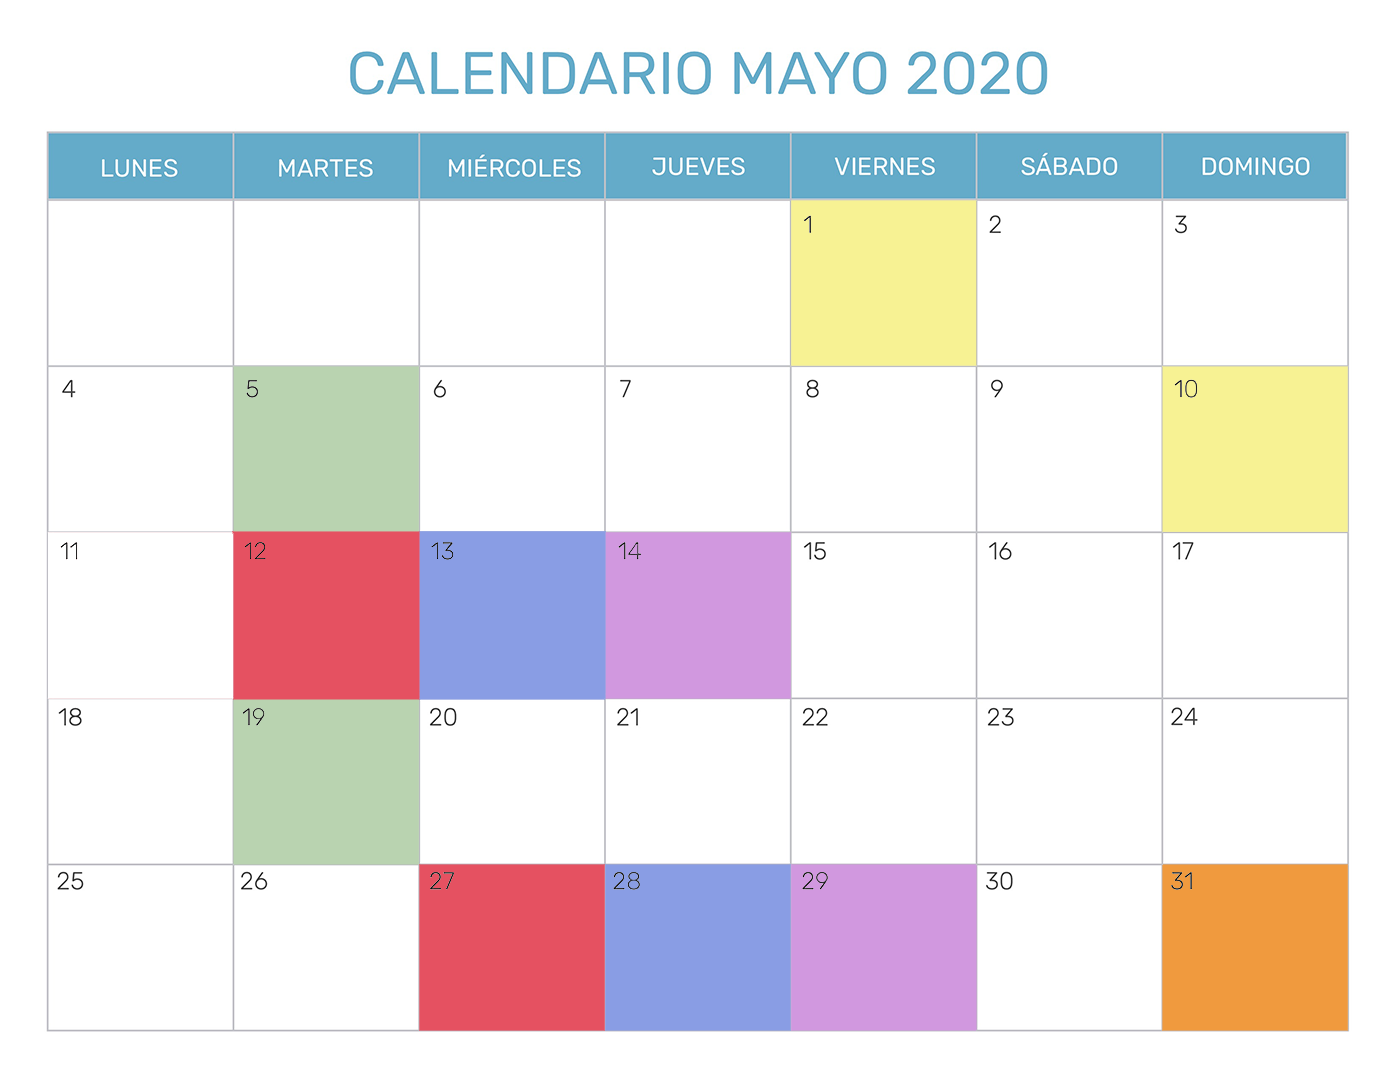 CALENDARIO MAYO 2020
LUNES MARTES MIÉRCOLES JUEVES VIERNES SÁBADO DOMINGO
1 2 3
4 5 6 7 8 9 10
11 12 13 14 15 16 17
18 19 20 21 22 23 24
25 26 27 28 29 30 31